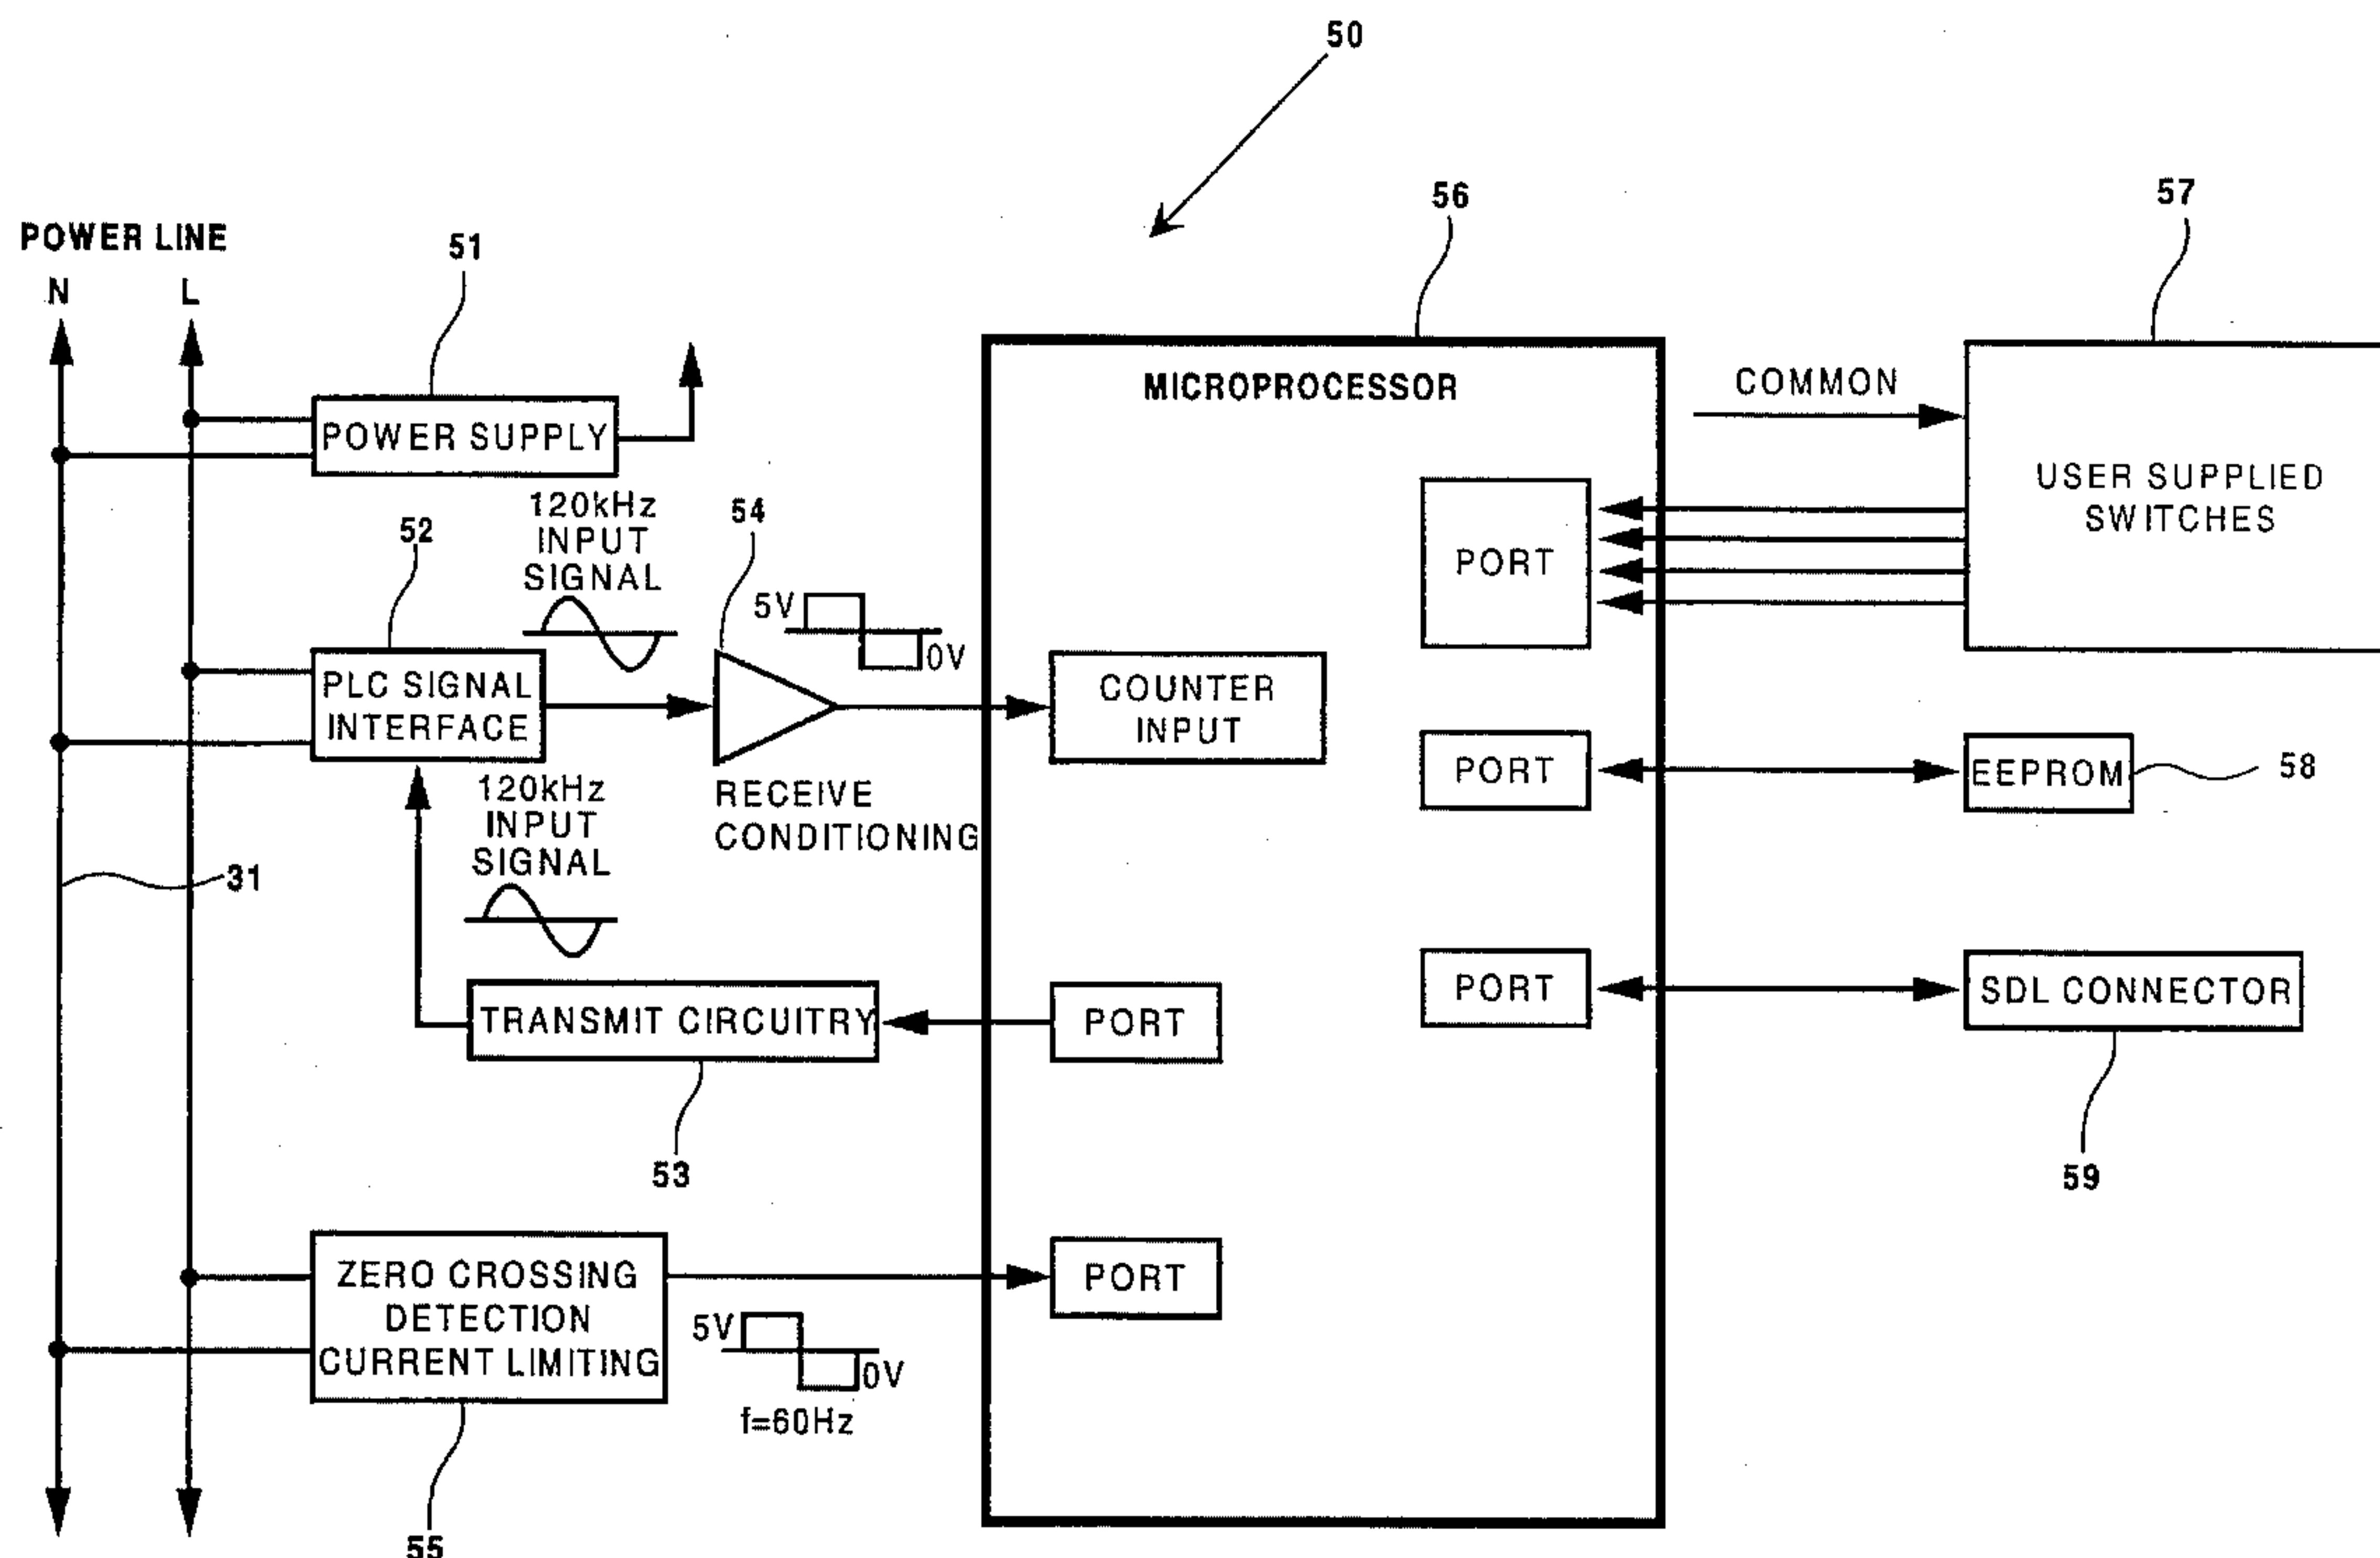 50
56
57
POWER LINE
51
N
L
MICROPROCESSOR
COMMON
POWER SUPPLY
USER SUPPLIED
SWITCHES
120kHz
INPUT
SIGNAL
54
52
PORT
5V
0V
PLC SIGNAL
INTERFACE
COUNTER
INPUT
PORT
EEPROM
58
120kHz
INPUT
SIGNAL
RECEIVE
CONDITIONING
31
PORT
SDL CONNECTOR
TRANSMIT CIRCUITRY
PORT
53
59
ZERO CROSSING
DETECTION
CURRENT LIMITING
PORT
5V
0V
f=60Hz
55